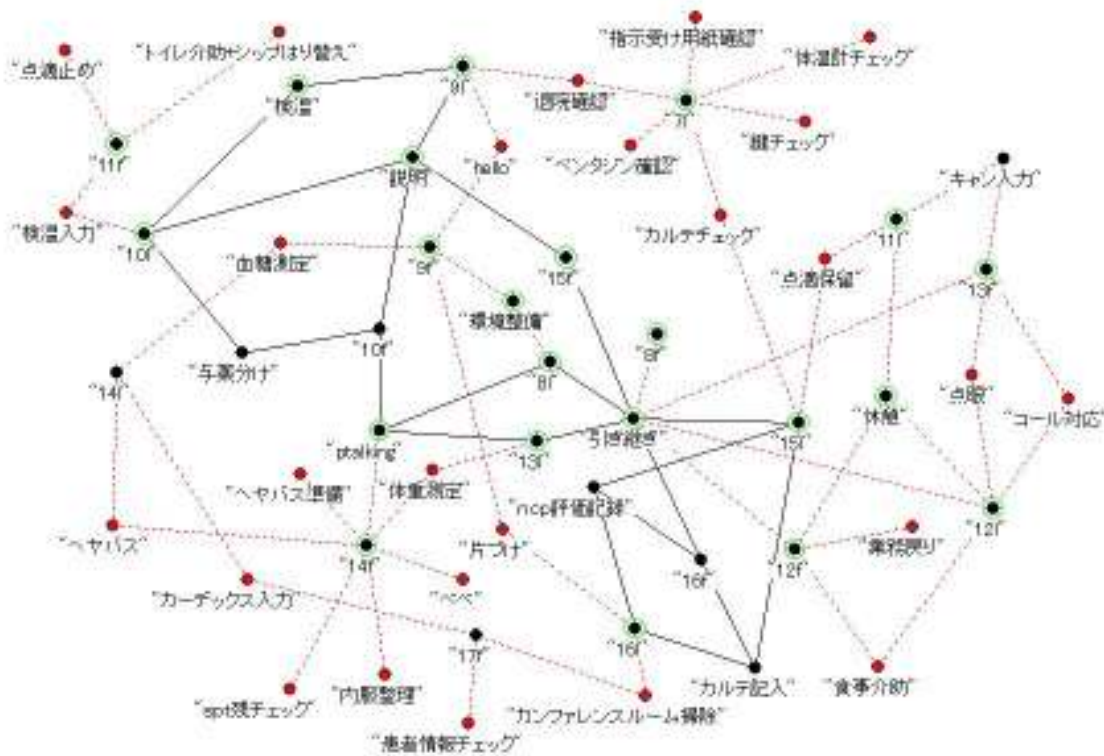 "トイレ介助+シップはり替え"
"点滴止め"
"指示受け用紙確認"
"体温計チェック"
"検温"
"9f"
"7f"
"鍵チェック"
"11f"
"説明"
"hello"
"ペンタジン確認"
"キャン入力"
"検温入力"
"10f"
"カルテチェック"
"11f"
"血糖測定"
"9f"
"15f"
"点滴保留"
"13f"
"環境整備"
"10f"
"8f"
"与薬分け"
"8f"
"14f"
"点眼"
"休憩"
"コール対応"
"ptalking"
"13f"
"引き継ぎ"
"15f"
"ヘヤバス準備"
"体重測定"
"ncp評価記録"
"ヘヤバス"
"14f"
"片づけ"
"12f"
"業務戻り"
"12f"
"16f"
"カーデックス入力"
"ベベ"
"17f"
"16f"
"カルテ記入"
"食事介助"
"内服整理"
"spt残チェック"
"カンファレンスルーム掃除"
"患者情報チェック"